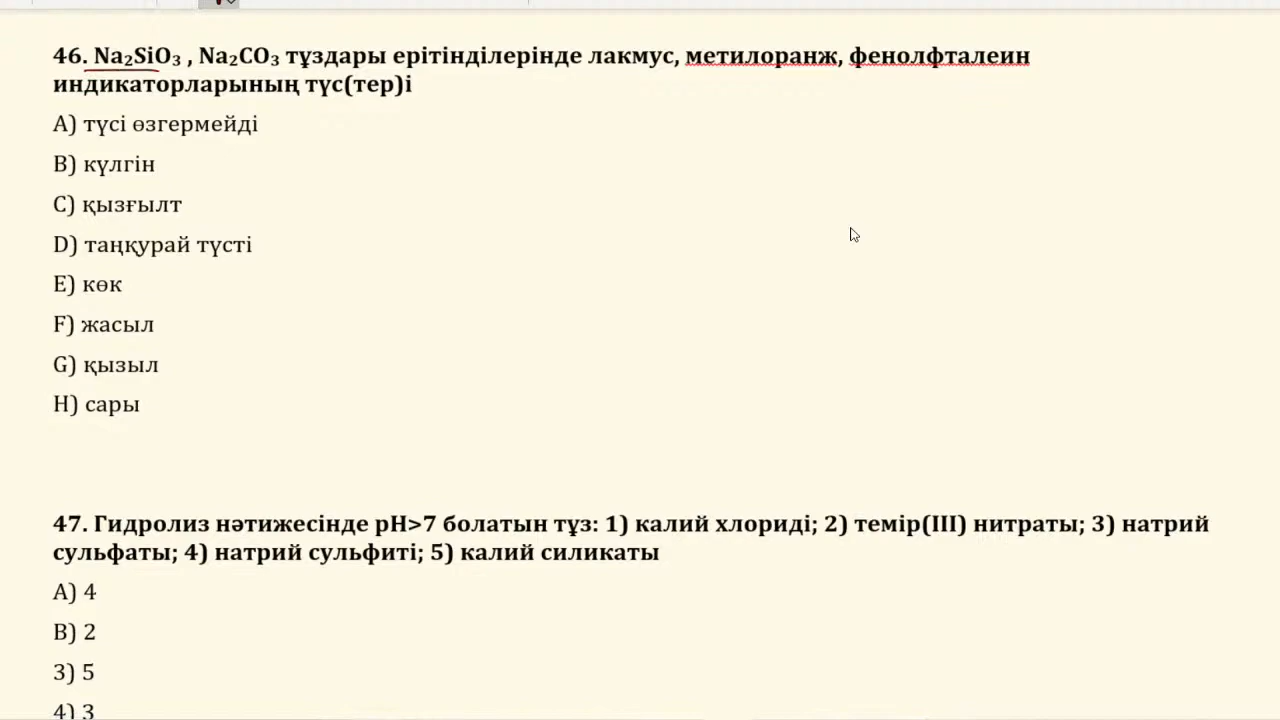 46. Na₂SiO₃ , Na₂CO₃ тұздары ерітінділерінде лакмус, метилоранж, фенолфталеин
индикаторларының түс(тер)і
A) түсі өзгермейді
B) күлгін
C) қызғылт
D) таңқурай түсті
E) көк
F) жасыл
G) қызыл
H) сары
47. Гидролиз нәтижесінде pH>7 болатын тұз: 1) калий хлориді; 2) темір(III) нитраты; 3) натрий
сульфаты; 4) натрий сульфиті; 5) калий силикаты
A) 4
B) 2
3) 5
4) 3